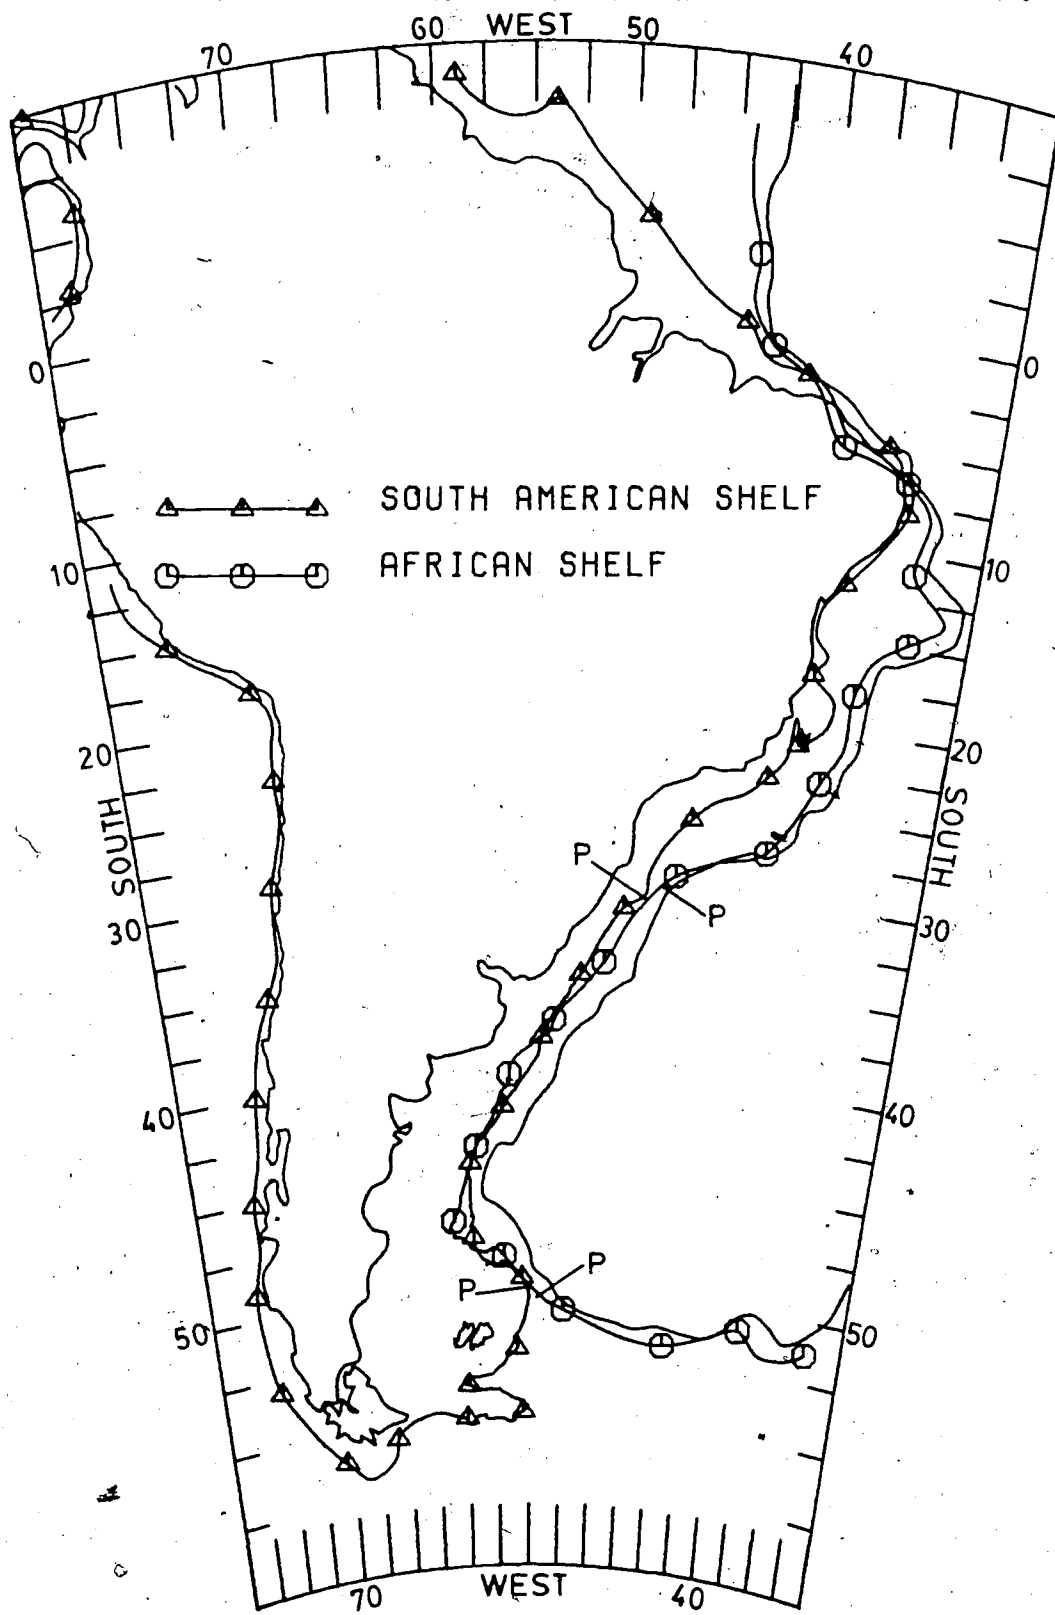 WEST
70 60 50 40
0 0
SOUTH AMERICAN SHELF
AFRICAN SHELF
10 10
20 20
SOUTH SOUTH
P
P
30 30
40 40
P
P
50 50
WEST
70 40